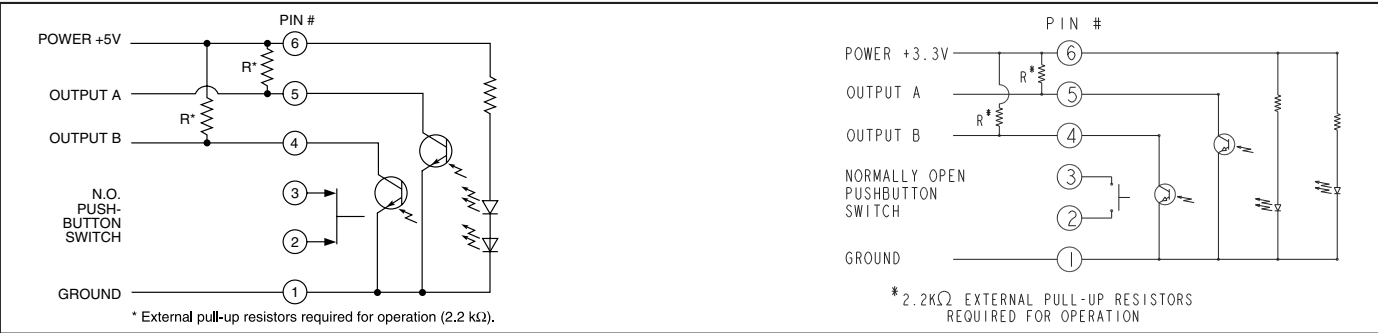 PIN #
POWER +5V
6
R*
OUTPUT A
5
R*
OUTPUT B
4
N.O.
PUSH-
BUTTON
SWITCH
3
2
GROUND
1
* External pull-up resistors required for operation (2.2 kΩ).
PIN #
POWER +3.3V
6
R*
OUTPUT A
5
R*
OUTPUT B
4
NORMALLY OPEN
PUSHBUTTON
SWITCH
3
2
GROUND
1
*2.2KΩ EXTERNAL PULL-UP RESISTORS
REQUIRED FOR OPERATION